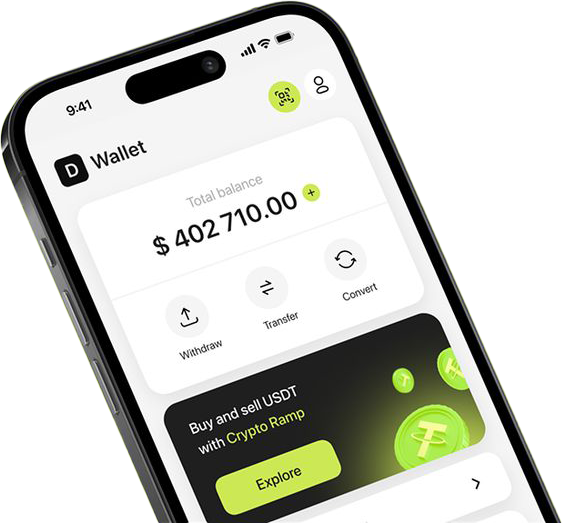 9:41
D Wallet
Total balance
$ 402 710.00 +
Withdraw
Transfer
Convert
Buy and sell USDT
with Crypto Ramp
Explore